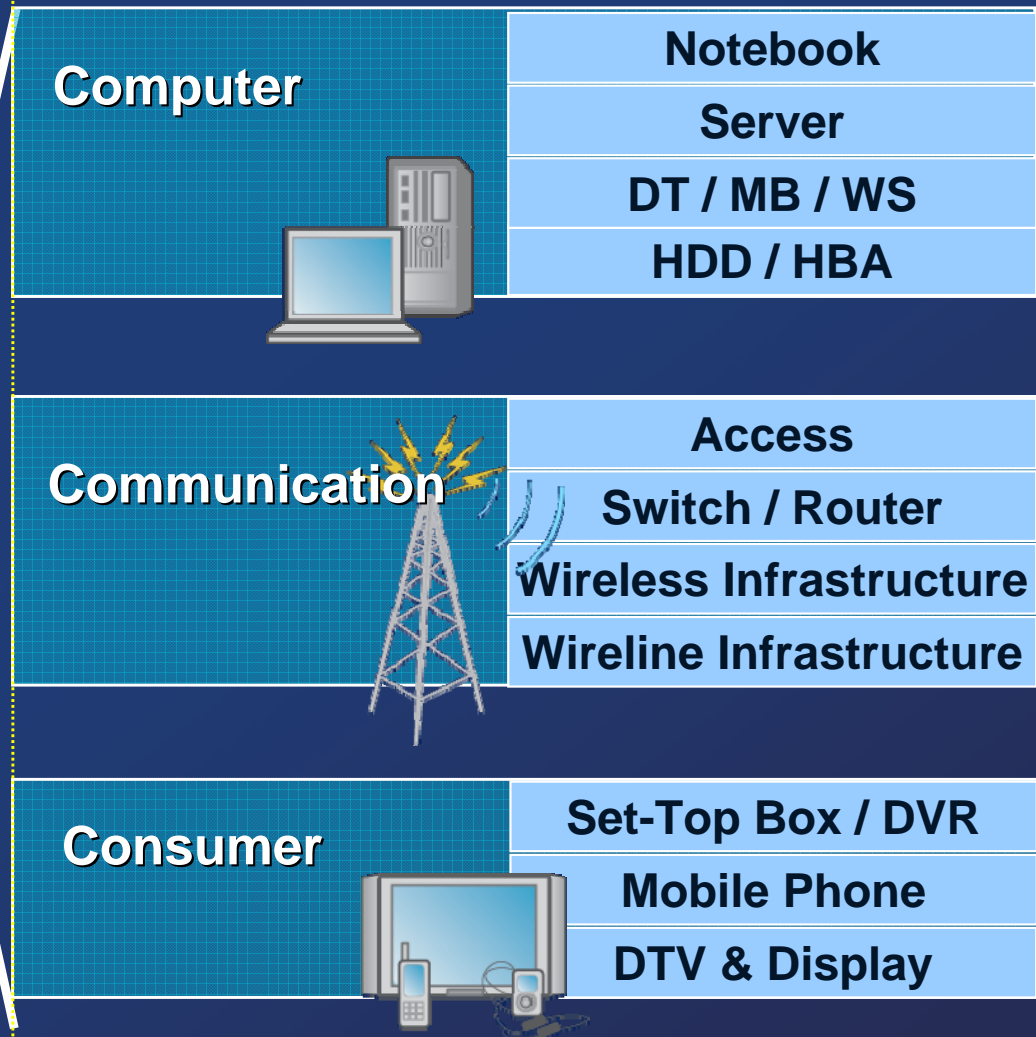 Computer
Notebook
Server
DT / MB / WS
HDD / HBA
Communication
Access
Switch / Router
Wireless Infrastructure
Wireline Infrastructure
Consumer
Set-Top Box / DVR
Mobile Phone
DTV & Display